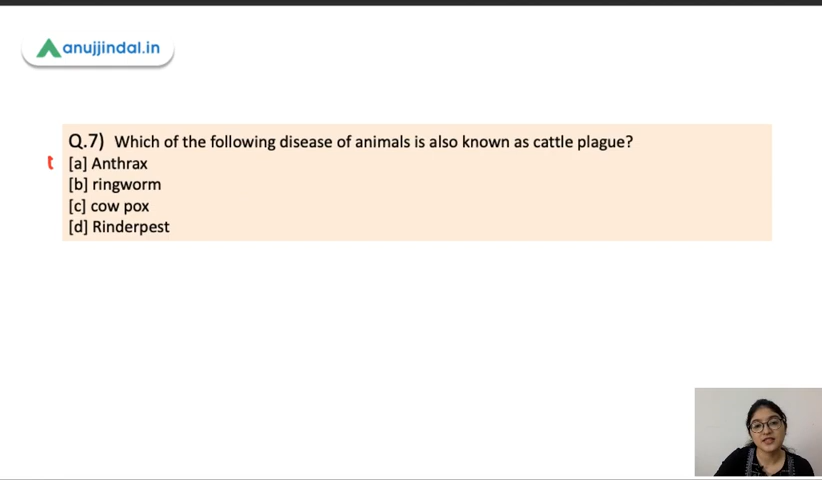 anujjindal.in
Q.7) Which of the following disease of animals is also known as cattle plague?
[a] Anthrax
[b] ringworm
[c] cow pox
[d] Rinderpest